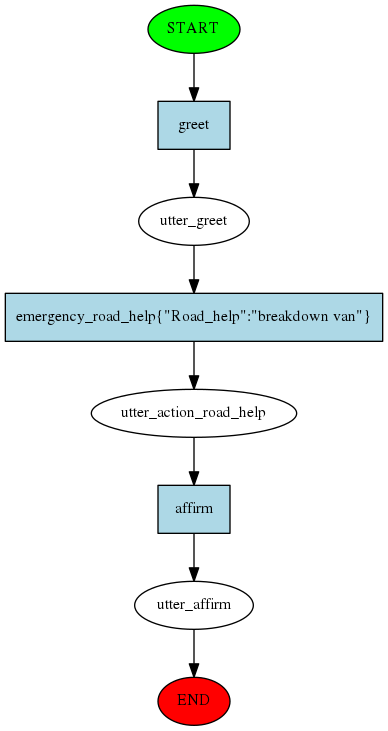 START
greet
utter_greet
emergency_road_help{"Road_help":"breakdown van"}
utter_action_road_help
affirm
utter_affirm
END